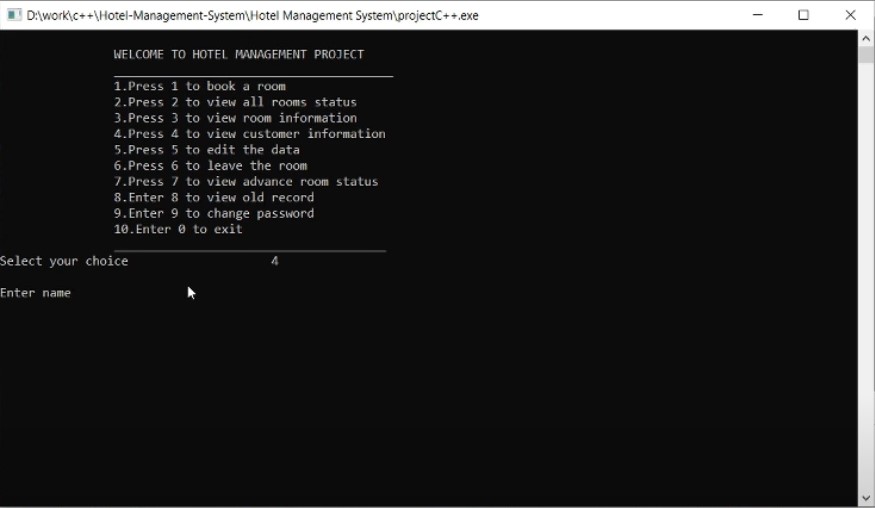 D:\work\c++\Hotel-Management-System\Hotel Management System\projectC++.exe
WELCOME TO HOTEL MANAGEMENT PROJECT
1.Press 1 to book a room
2.Press 2 to view all rooms status
3.Press 3 to view room information
4.Press 4 to view customer information
5.Press 5 to edit the data
6.Press 6 to leave the room
7.Press 7 to view advance room status
8.Enter 8 to view old record
9.Enter 9 to change password
10.Enter 0 to exit
Select your choice 4
Enter name